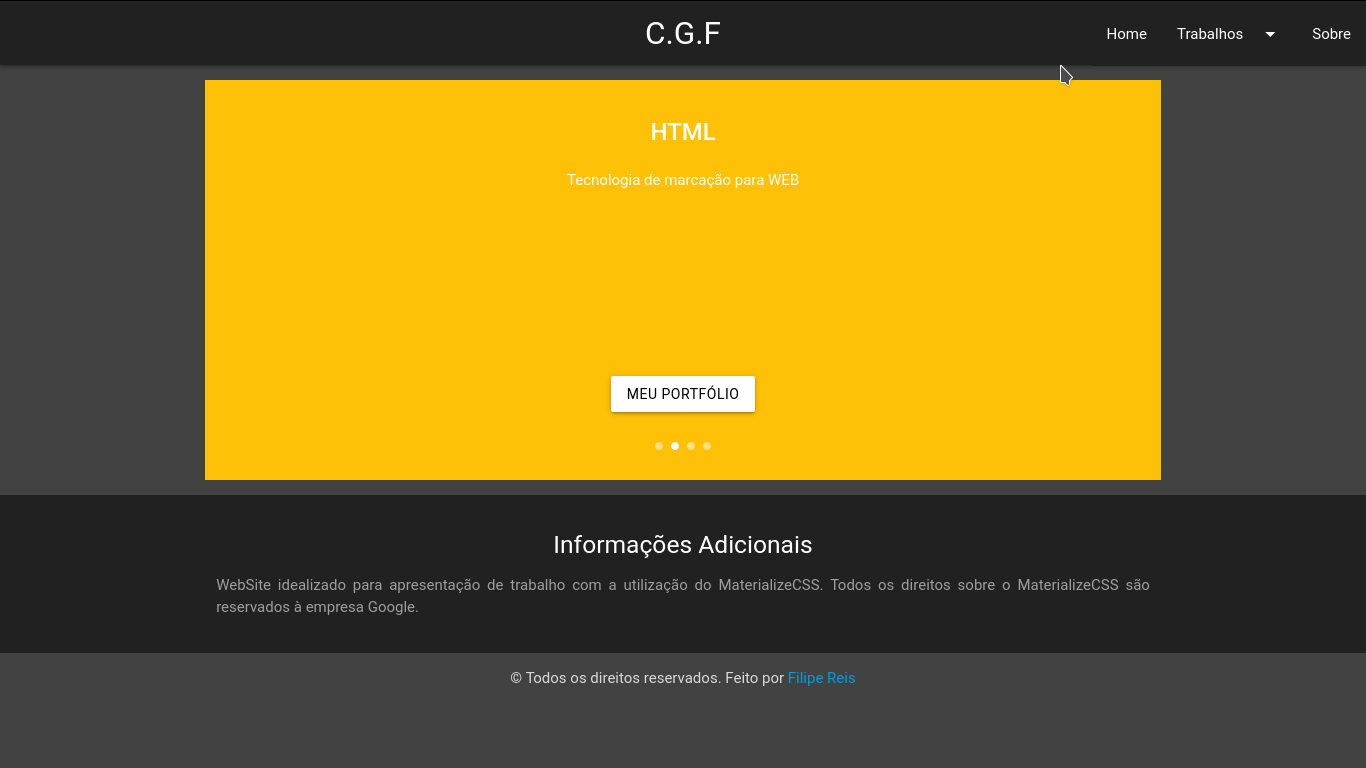 C.G.F
Home Trabalhos Sobre
HTML
Tecnologia de marcação para WEB
MEU PORTFÓLIO
Informações Adicionais
WebSite idealizado para apresentação de trabalho com a utilização do MaterializeCSS. Todos os direitos sobre o MaterializeCSS são
reservados à empresa Google.
© Todos os direitos reservados. Feito por Filipe Reis